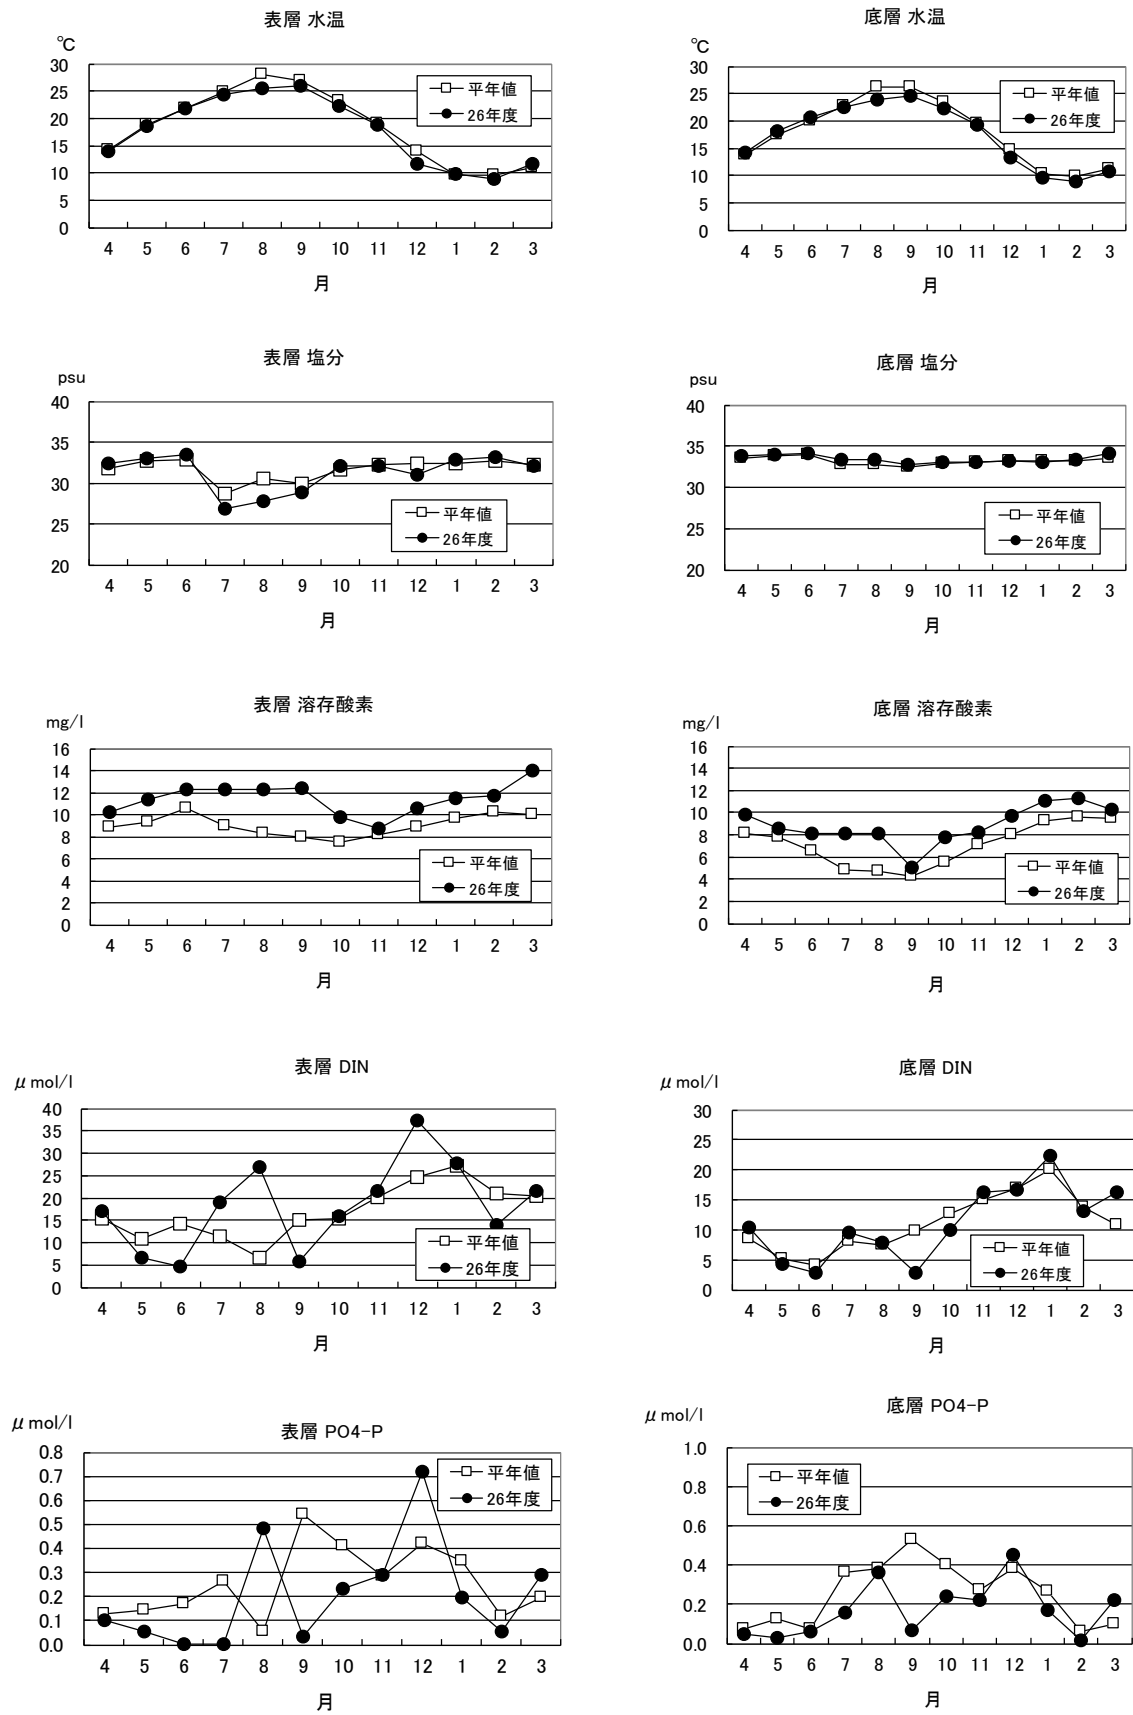 表層 水温
℃
30
25
20
15
10
5
0
4 5 6 7 8 9 10 11 12 1 2 3
月
平年値
26年度
底層 水温
℃
30
25
20
15
10
5
0
4 5 6 7 8 9 10 11 12 1 2 3
月
平年値
26年度
表層 塩分
psu
40
35
30
25
20
4 5 6 7 8 9 10 11 12 1 2 3
月
平年値
26年度
底層 塩分
psu
40
35
30
25
20
4 5 6 7 8 9 10 11 12 1 2 3
月
平年値
26年度
表層 溶存酸素
mg/l
16
14
12
10
8
6
4
2
0
4 5 6 7 8 9 10 11 12 1 2 3
月
平年値
26年度
底層 溶存酸素
mg/l
16
14
12
10
8
6
4
2
0
4 5 6 7 8 9 10 11 12 1 2 3
月
平年値
26年度
表層 DIN
μ mol/l
40
35
30
25
20
15
10
5
0
4 5 6 7 8 9 10 11 12 1 2 3
月
平年値
26年度
底層 DIN
μ mol/l
30
25
20
15
10
5
0
4 5 6 7 8 9 10 11 12 1 2 3
月
平年値
26年度
表層 PO4-P
μ mol/l
0.8
0.7
0.6
0.5
0.4
0.3
0.2
0.1
0.0
4 5 6 7 8 9 10 11 12 1 2 3
月
平年値
26年度
底層 PO4-P
μ mol/l
1.0
0.8
0.6
0.4
0.2
0.0
4 5 6 7 8 9 10 11 12 1 2 3
月
平年値
26年度